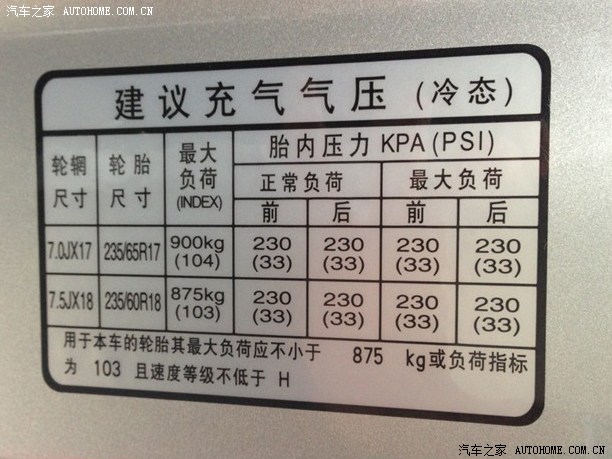 汽车之家 AUTOHOME.COM.CN
建议充气气压 (冷态)
轮辋尺寸 轮胎尺寸 最大负荷(INDEX) 胎内压力 KPA(PSI)
正常负荷 最大负荷
前 后 前 后
7.0JX17 235/65R17 900kg(104) 230(33) 230(33) 230(33) 230(33)
7.5JX18 235/60R18 875kg(103) 230(33) 230(33) 230(33) 230(33)
用于本车的轮胎其最大负荷应不小于 875 kg或负荷指标
为 103 且速度等级不低于 H
汽车之家 AUTOHOME.COM.CN